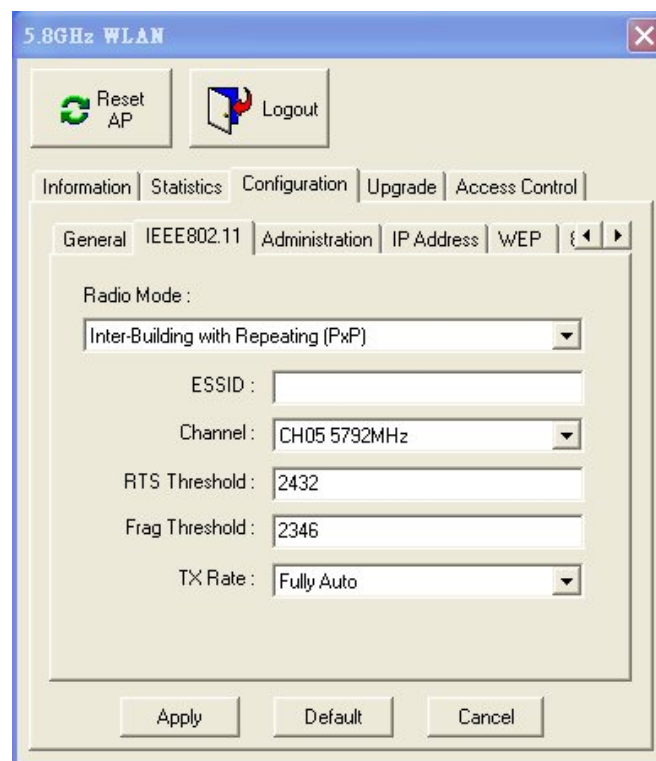 5.8GHz WLAN
Reset
AP
Logout
Information Statistics Configuration Upgrade Access Control
General IEEE802.11 Administration IP Address WEP
Radio Mode :
Inter-Building with Repeating (PxP)
ESSID :
Channel : CH05 5792MHz
RTS Threshold : 2432
Frag Threshold : 2346
TX Rate : Fully Auto
Apply Default Cancel